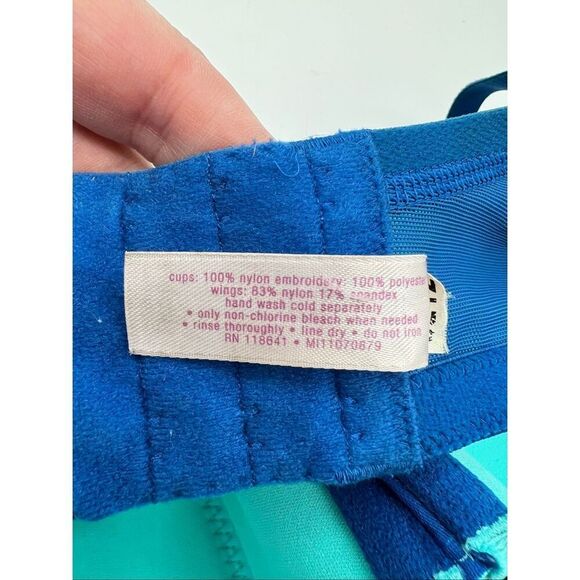 cups: 100% nylon embroidery: 100% polyester
wings: 83% nylon 17% spandex
hand wash cold separately
• only non-chlorine bleach when needed
• rinse thoroughly • line dry • do not iron
RN 118641 • MI11070879